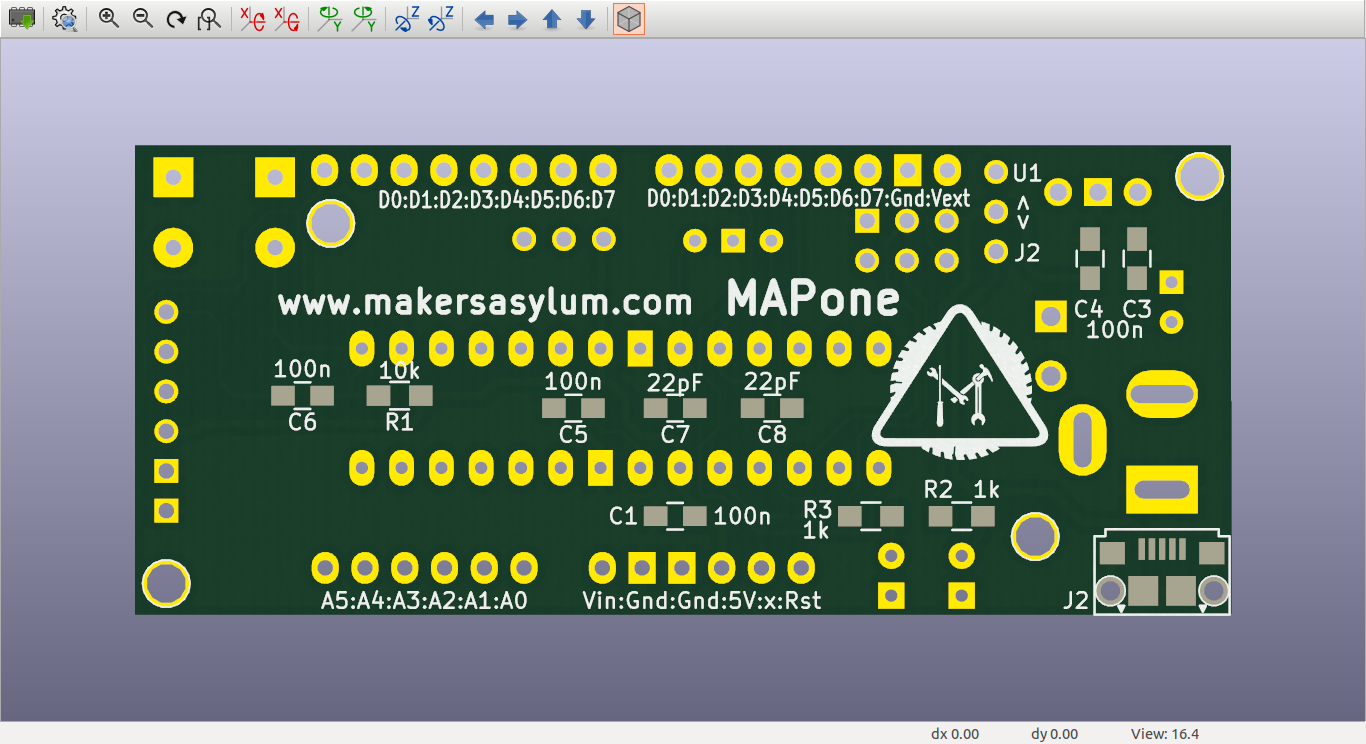 X
X
Y
Y
Z
Z
U1
D0:D1:D2:D3:D4:D5:D6:D7
D0:D1:D2:D3:D4:D5:D6:D7:Gnd:Vext
<>
J2
www.makersasylum.com
MAPone
C4
C3
100n
100n
C6
10k
R1
100n
C5
22pF
C7
22pF
C8
R2
1k
C1
100n
R3
1k
A5:A4:A3:A2:A1:A0
Vin:Gnd:Gnd:5V:x:Rst
J2
dx 0.00
dy 0.00
View: 16.4